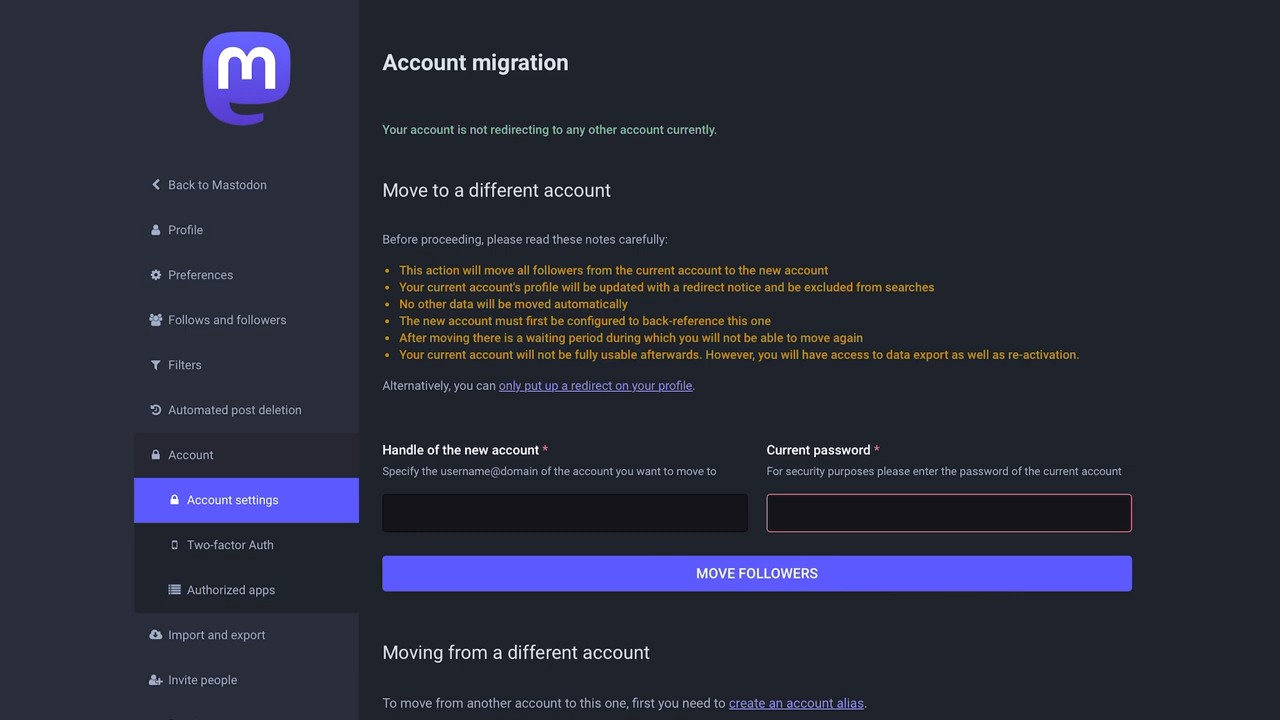 Back to Mastodon
Profile
Preferences
Follows and followers
Filters
Automated post deletion
Account
Account settings
Two-factor Auth
Authorized apps
Import and export
Invite people
Account migration
Your account is not redirecting to any other account currently.
Move to a different account
Before proceeding, please read these notes carefully:
• This action will move all followers from the current account to the new account
• Your current account's profile will be updated with a redirect notice and be excluded from searches
• No other data will be moved automatically
• The new account must first be configured to back-reference this one
• After moving there is a waiting period during which you will not be able to move again
• Your current account will not be fully usable afterwards. However, you will have access to data export as well as re-activation.
Alternatively, you can only put up a redirect on your profile.
Handle of the new account *
Specify the username@domain of the account you want to move to
Current password *
For security purposes please enter the password of the current account
MOVE FOLLOWERS
Moving from a different account
To move from another account to this one, first you need to create an account alias.